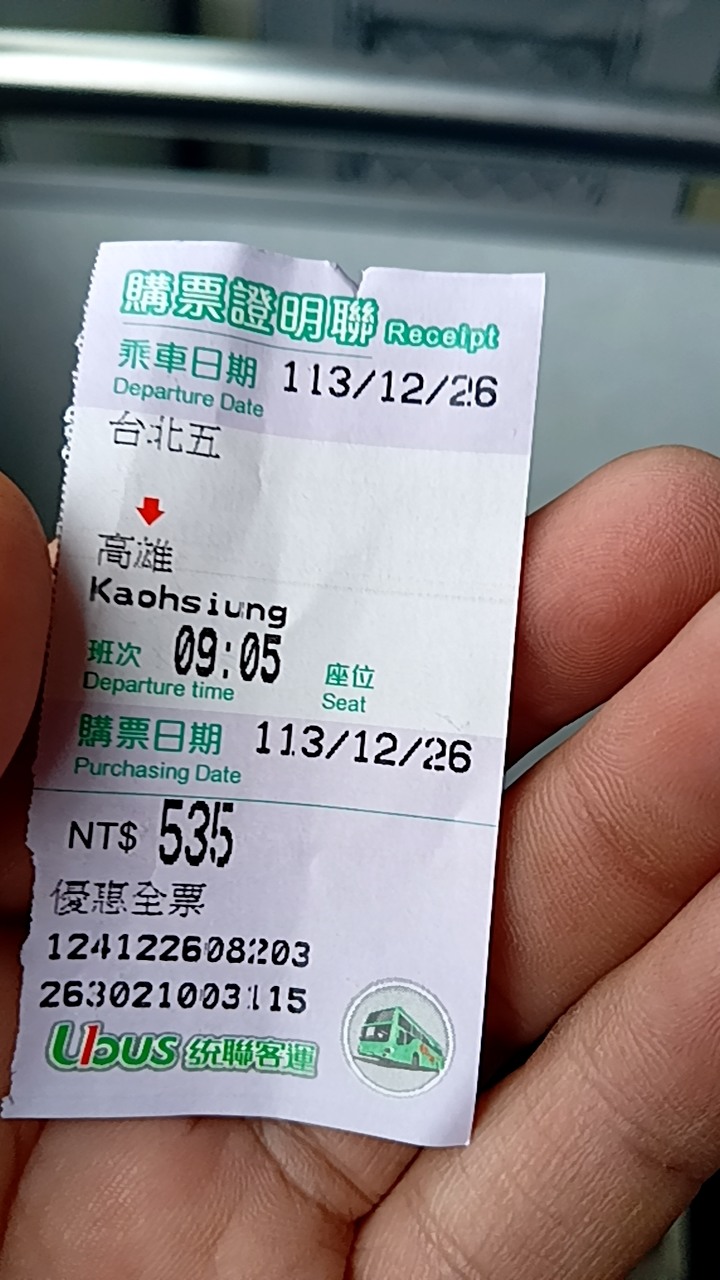 購票證明聯 Receipt
乘車日期 113/12/26
Departure Date
台北五
高雄
Kaohsiung
班次 09:05 座位
Departure time Seat
購票日期 113/12/26
Purchasing Date
NT$ 535
優惠全票
124122608203
263021003115
Ubus 統聯客運